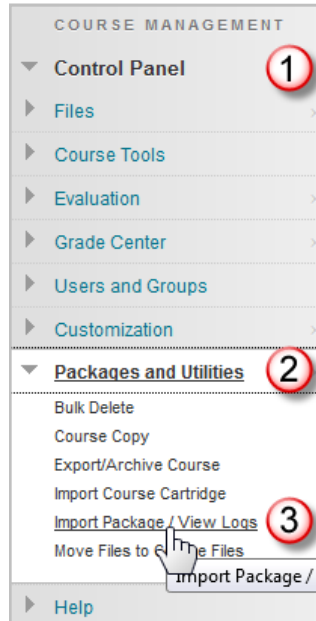 COURSE MANAGEMENT
Control Panel 1
Files
Course Tools
Evaluation
Grade Center
Users and Groups
Customization
Packages and Utilities 2
Bulk Delete
Course Copy
Export/Archive Course
Import Course Cartridge
Import Package / View Logs 3
Move Files to Files
Import Package /
Help